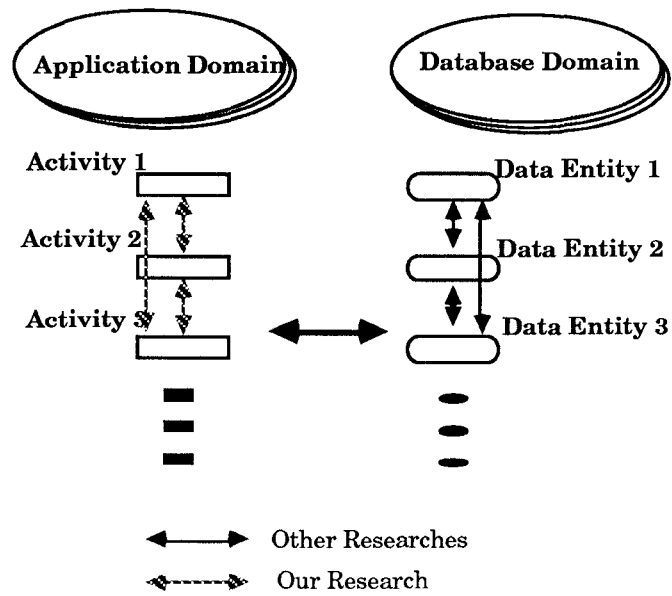 Application Domain
Database Domain
Activity 1
Data Entity 1
Activity 2
Data Entity 2
Activity 3
Data Entity 3
Other Researches
Our Research